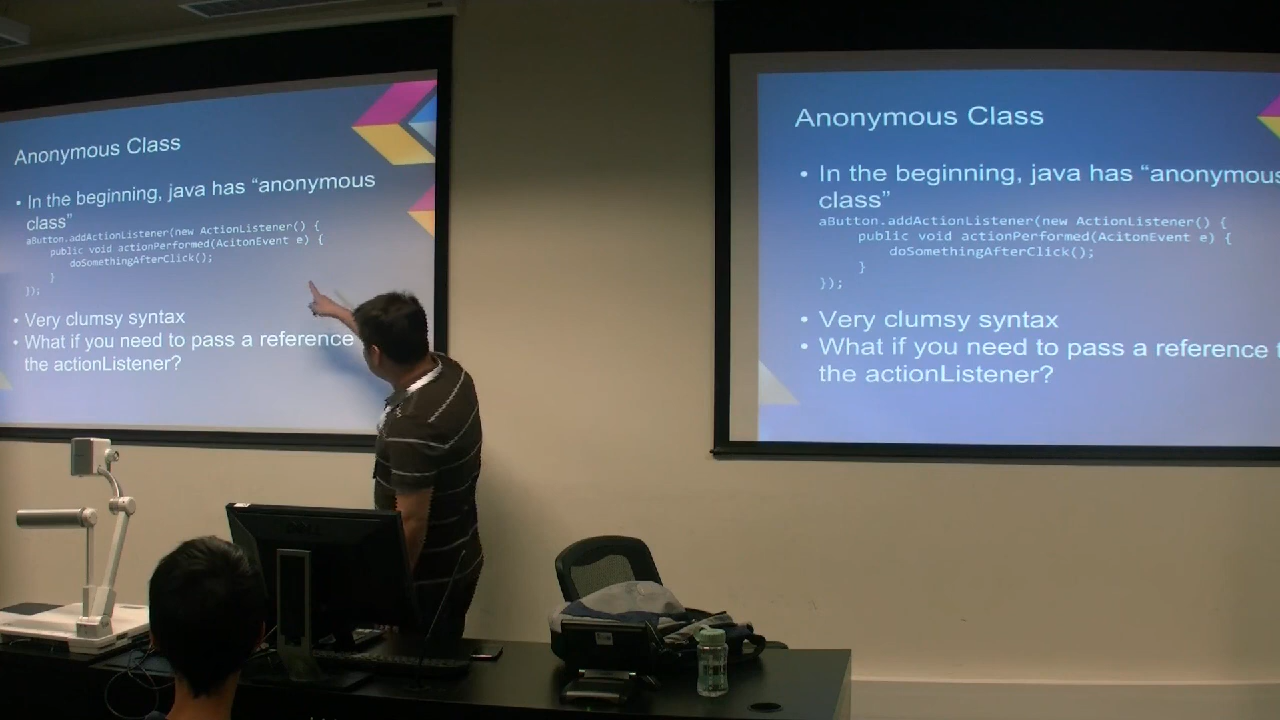 Anonymous Class
• In the beginning, java has “anonymous
class”
aButton.addActionListener(new ActionListener() {
public void actionPerformed(AcitonEvent e) {
doSomethingAfterClick();
}
});
• Very clumsy syntax
• What if you need to pass a reference
the actionListener?
Anonymous Class
• In the beginning, java has “anonymous
class”
aButton.addActionListener(new ActionListener() {
public void actionPerformed(AcitonEvent e) {
doSomethingAfterClick();
}
});
• Very clumsy syntax
• What if you need to pass a reference
the actionListener?
DELL